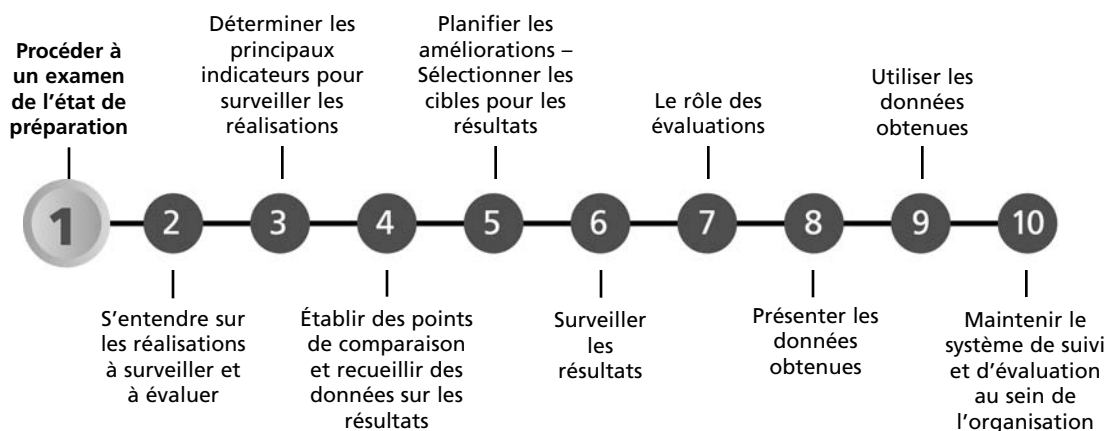 Procéder à
un examen
de l'état de
préparation
Déterminer les
principaux
indicateurs pour
surveiller les
réalisations
Planifier les
améliorations –
Sélectionner les
cibles pour les
résultats
Le rôle des
évaluations
Utiliser les
données
obtenues
1
2
3
4
5
6
7
8
9
10
S'entendre sur
les réalisations
à surveiller et
à évaluer
Établir des points
de comparaison
et recueillir des
données sur les
résultats
Surveiller
les
résultats
Présenter les
données
obtenues
Maintenir le
système de suivi
et d'évaluation
au sein de
l'organisation